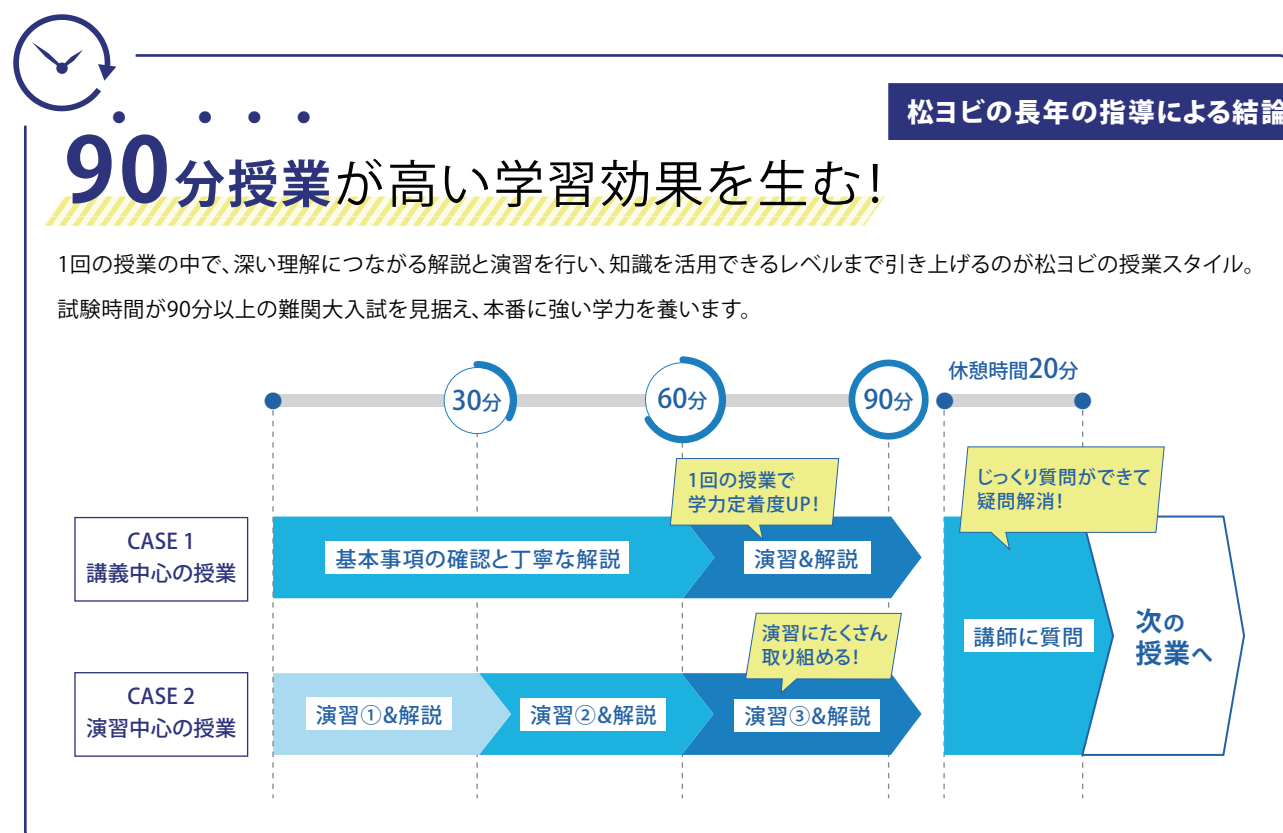 松ヨビの長年の指導による結論
90分授業が高い学習効果を生む!
1回の授業の中で、深い理解につながる解説と演習を行い、知識を活用できるレベルまで引き上げるのが松ヨビの授業スタイル。
試験時間が90分以上の難関大入試を見据え、本番に強い学力を養います。
30分
60分
90分
休憩時間20分
1回の授業で
学力定着度UP!
じっくり質問ができて
疑問解消!
CASE 1
講義中心の授業
基本事項の確認と丁寧な解説
演習&解説
演習にたくさん
取り組める!
講師に質問
次の
授業へ
CASE 2
演習中心の授業
演習①&解説
演習②&解説
演習③&解説